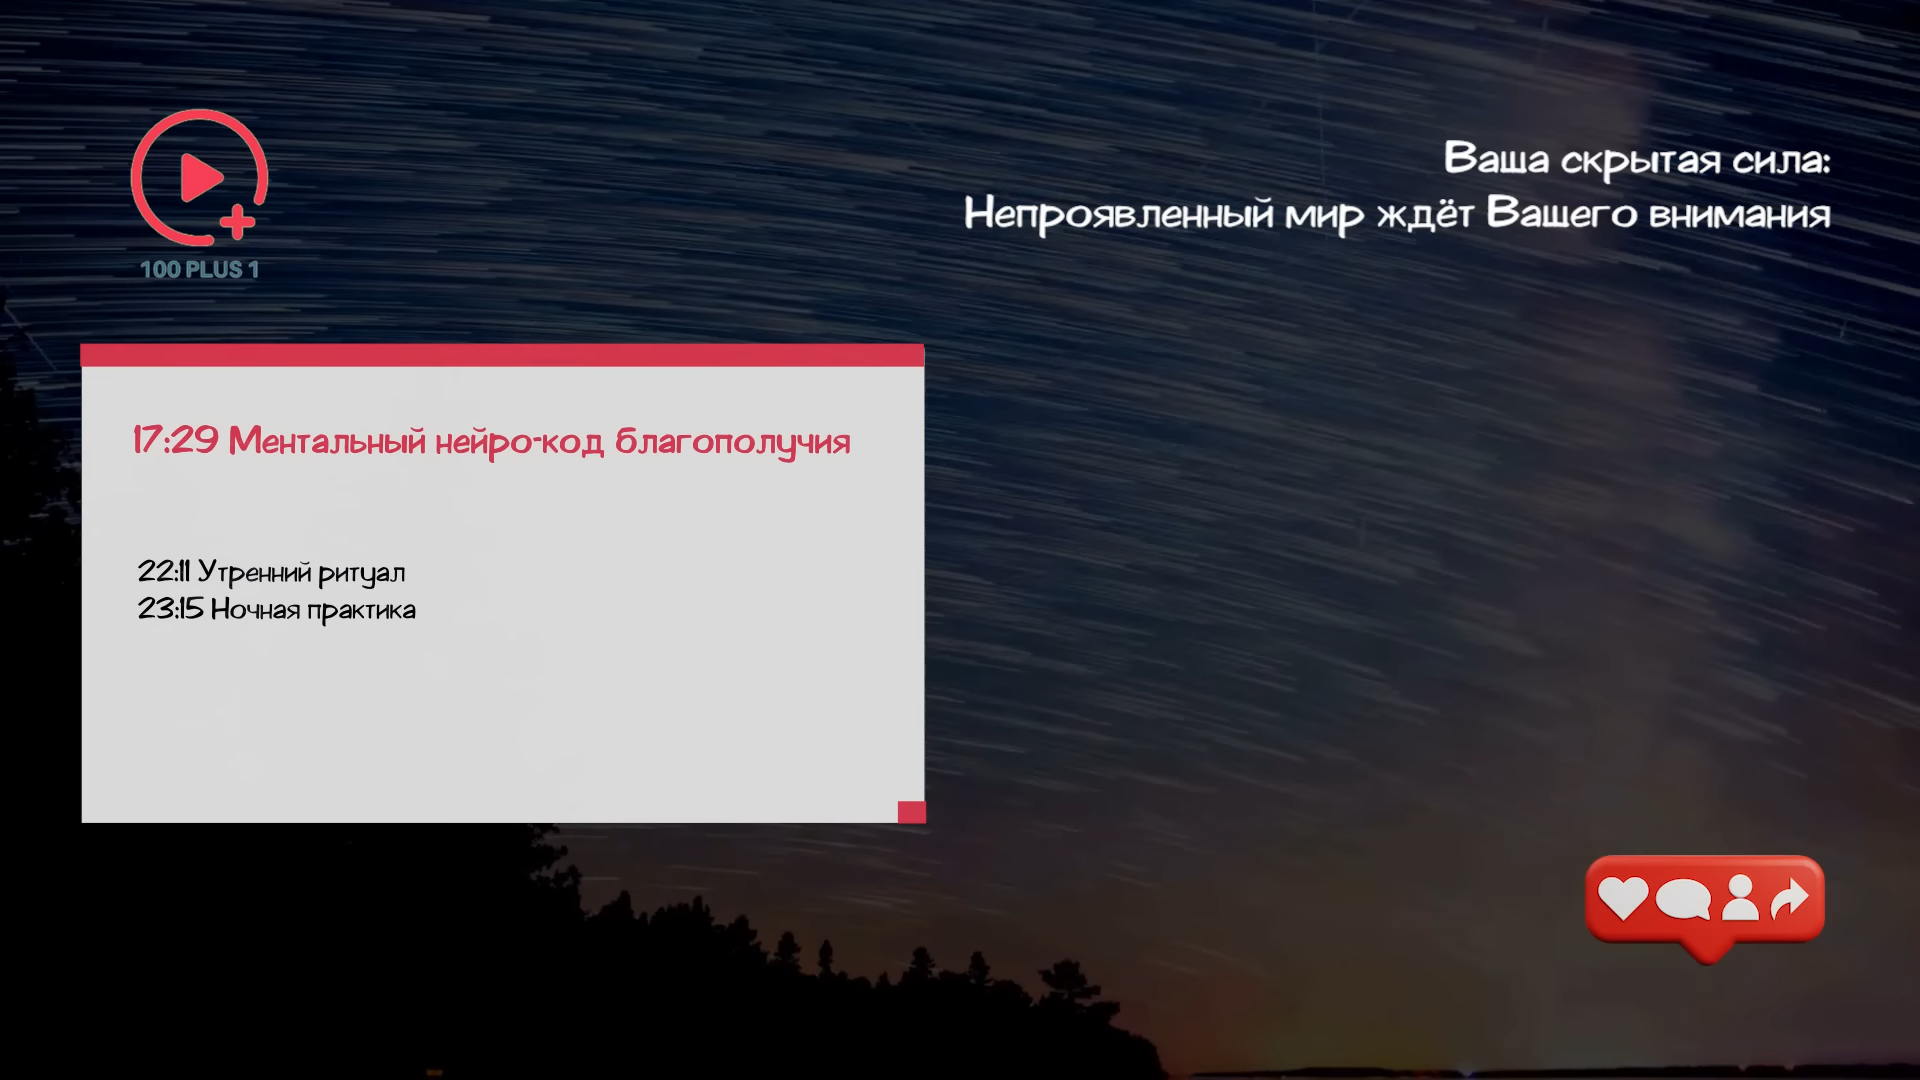 100 PLUS 1
Ваша скрытая сила:
Непроявленный мир ждёт Вашего внимания
17:29 Ментальный нейро-код благополучия
22:11 Утренний ритуал
23:15 Ночная практика